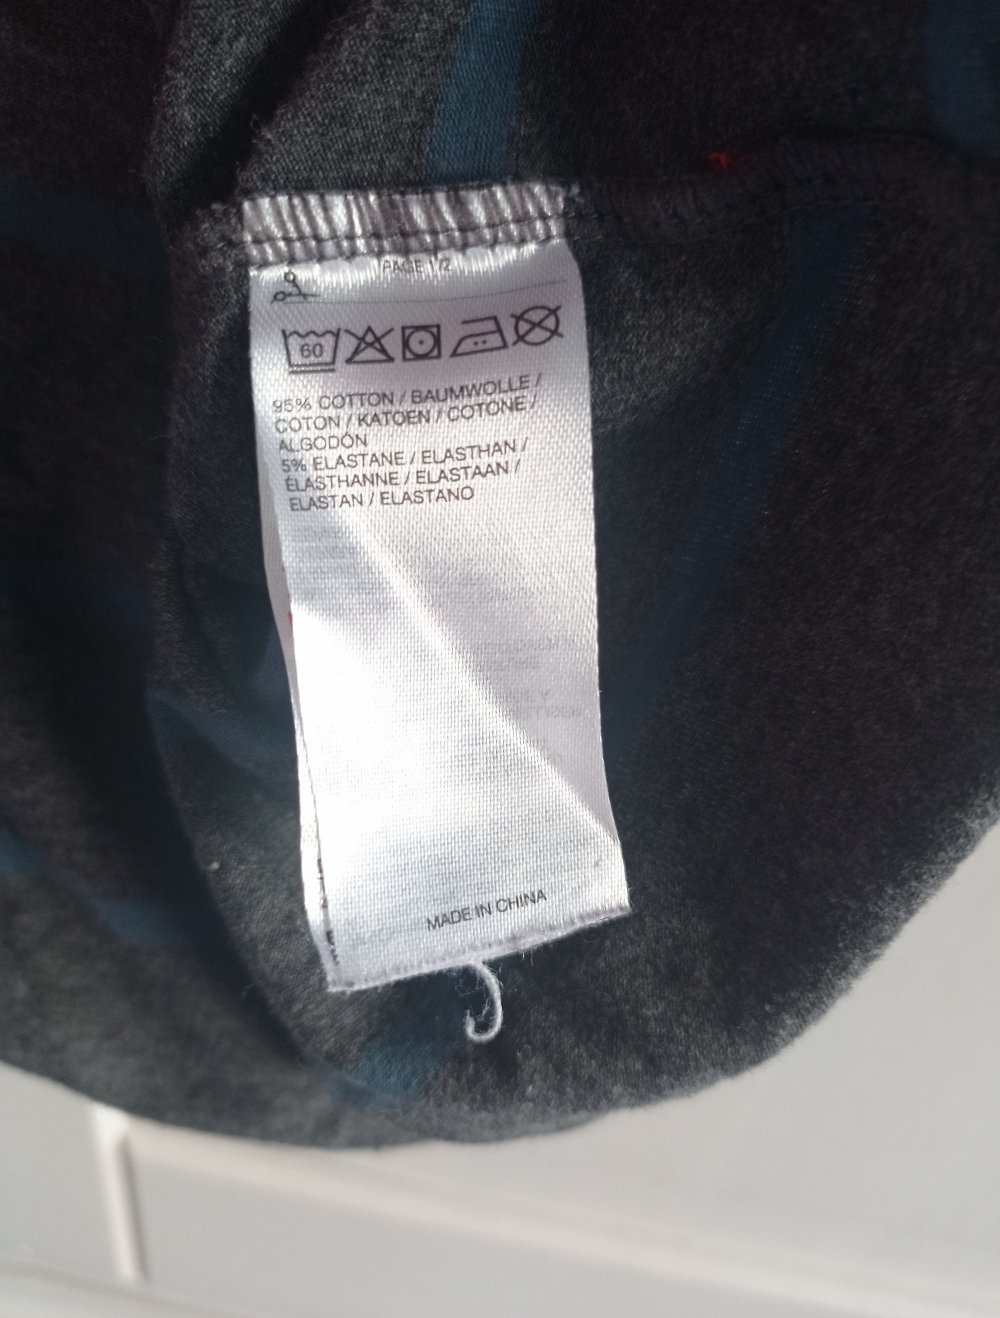 PAGE 1/2
60
95% COTTON / BAUMWOLLE /
COTON / KATOEN / COTONE /
ALGODÓN
5% ELASTANE / ELASTHAN /
ÉLASTHANNE / ELASTAAN /
ELASTAN / ELASTANO
MADE IN CHINA